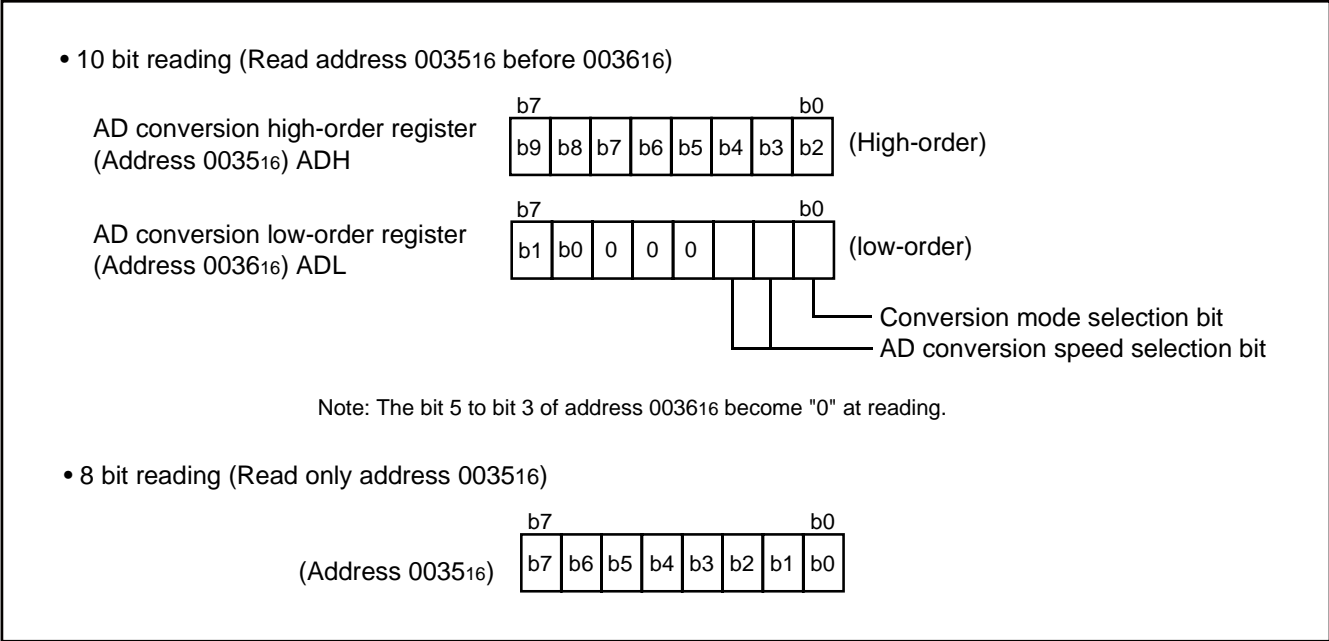 • 10 bit reading (Read address 003516 before 003616)
b7 b0
AD conversion high-order register
(Address 003516) ADH
b9 b8 b7 b6 b5 b4 b3 b2 (High-order)
b7 b0
AD conversion low-order register
(Address 003616) ADL
b1 b0 0 0 0 (low-order)
Conversion mode selection bit
AD conversion speed selection bit
Note: The bit 5 to bit 3 of address 003616 become "0" at reading.
• 8 bit reading (Read only address 003516)
b7 b0
(Address 003516) b7 b6 b5 b4 b3 b2 b1 b0